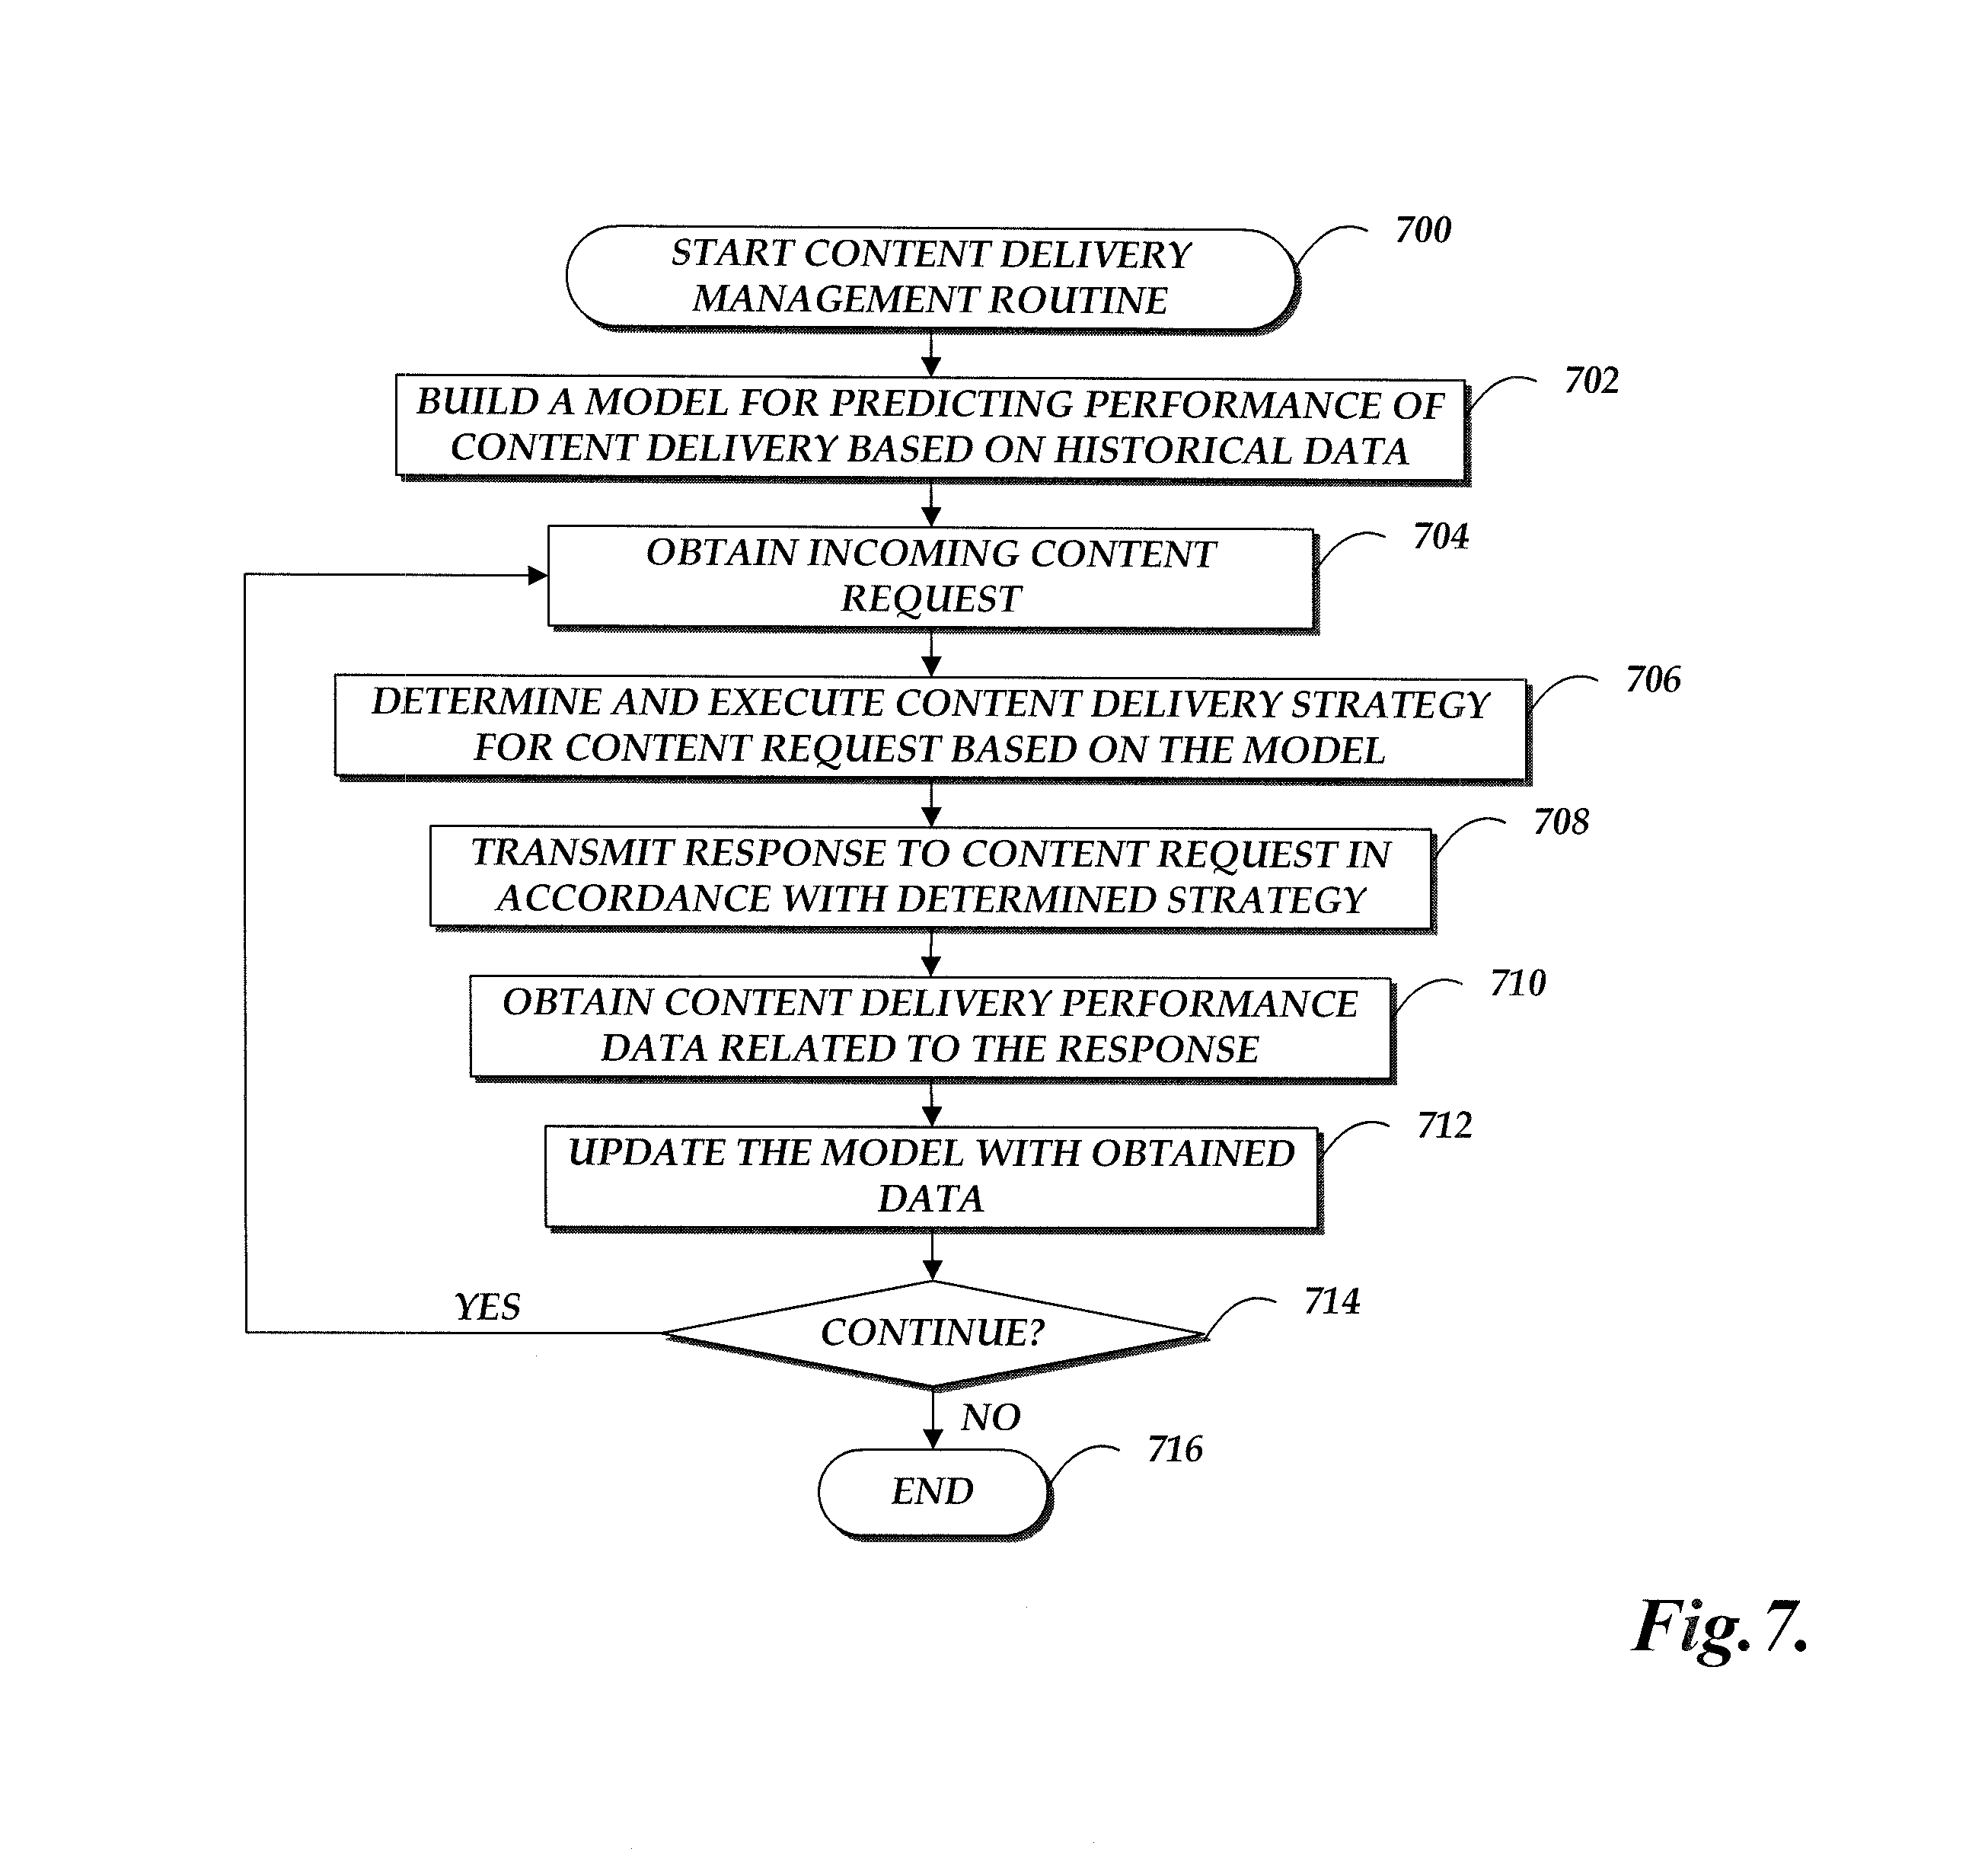 START CONTENT DELIVERY
MANAGEMENT ROUTINE
700
BUILD A MODEL FOR PREDICTING PERFORMANCE OF
CONTENT DELIVERY BASED ON HISTORICAL DATA
702
OBTAIN INCOMING CONTENT
REQUEST
704
DETERMINE AND EXECUTE CONTENT DELIVERY STRATEGY
FOR CONTENT REQUEST BASED ON THE MODEL
706
TRANSMIT RESPONSE TO CONTENT REQUEST IN
ACCORDANCE WITH DETERMINED STRATEGY
708
OBTAIN CONTENT DELIVERY PERFORMANCE
DATA RELATED TO THE RESPONSE
710
UPDATE THE MODEL WITH OBTAINED
DATA
712
YES
CONTINUE?
714
NO
END
716
Fig. 7.